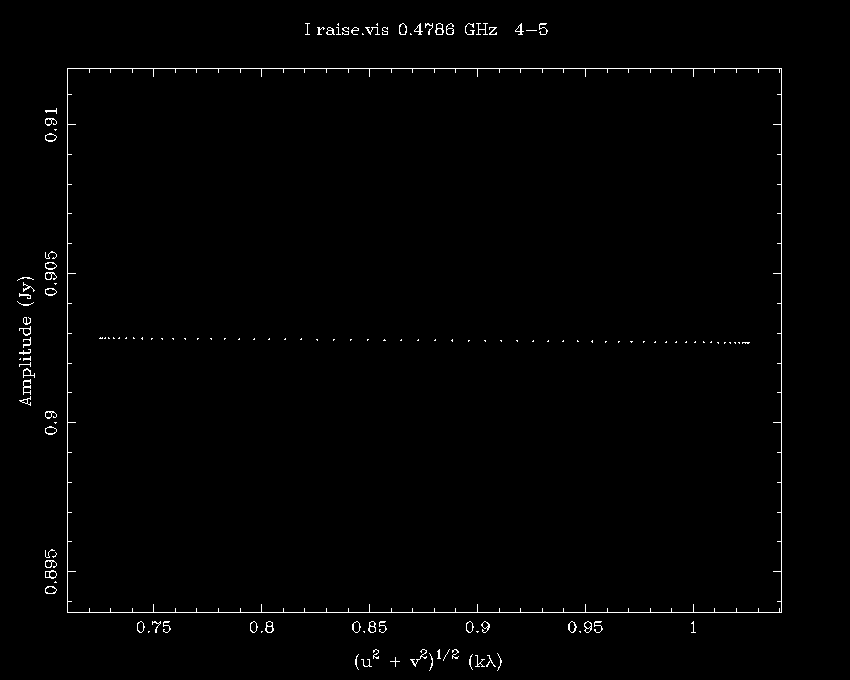 I raise.vis 0.4786 GHz 4−5
0.91
0.905
0.9
0.895
Amplitude (Jy)
0.75 0.8 0.85 0.9 0.95 1
(u² + v²)¹/² (kλ)